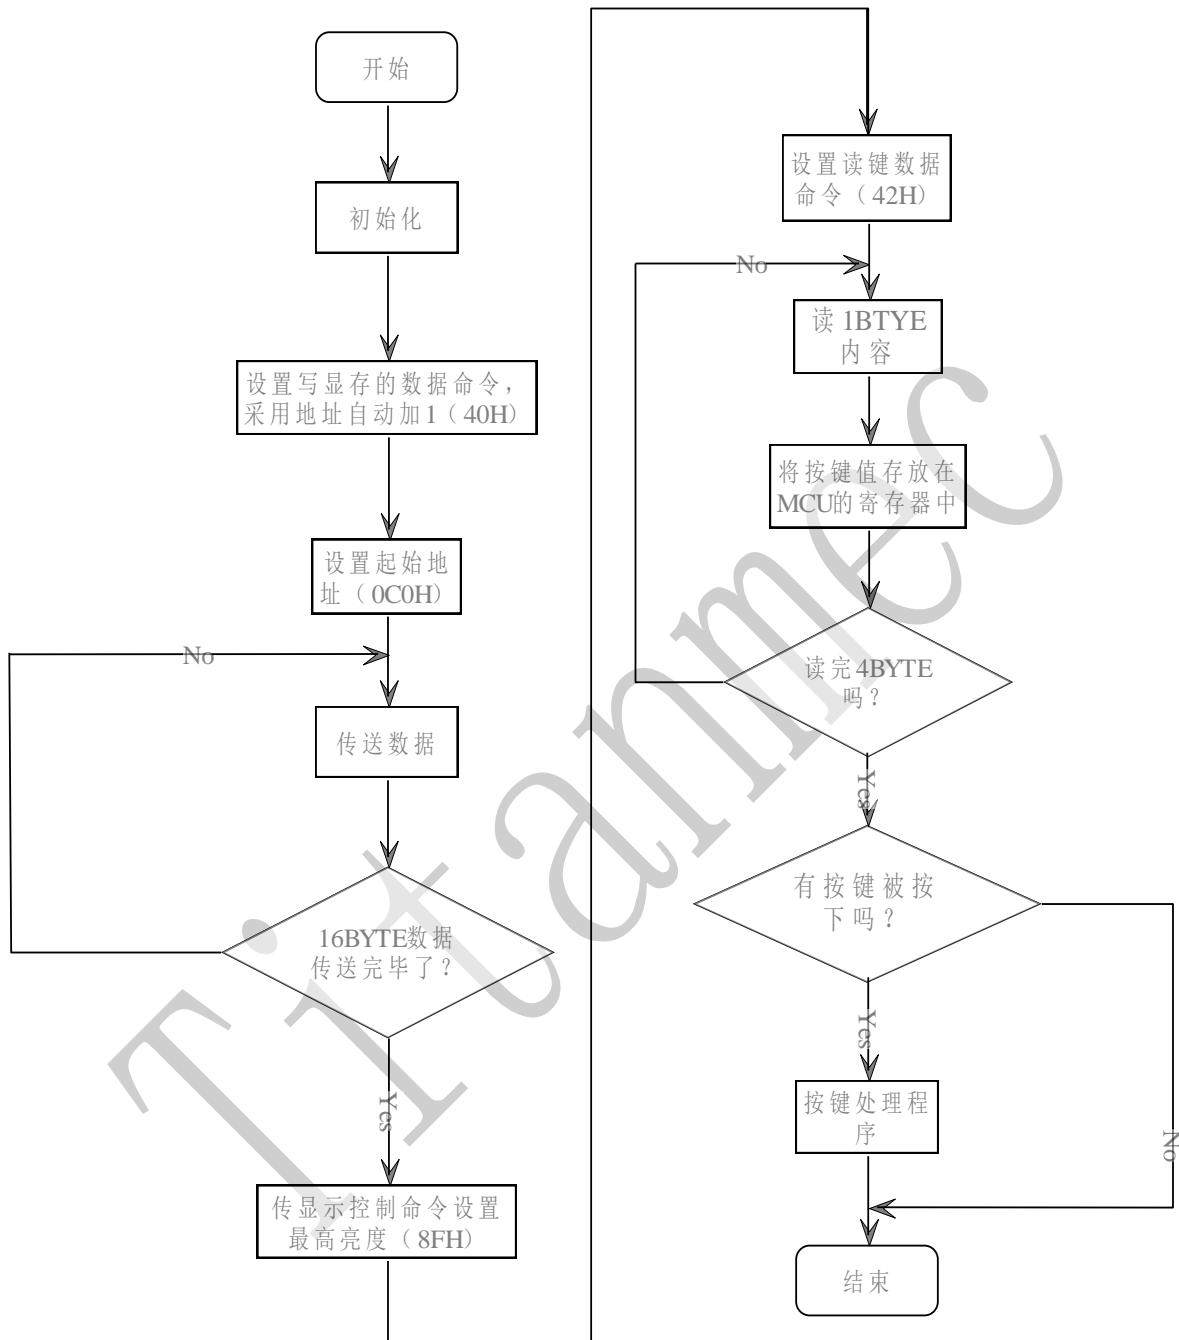 开始
初始化
设置写显存的数据命令，
采用地址自动加1（40H）
设置起始地
址（0C0H）
No
传送数据
16BYTE数据
传送完毕了？
Yes
传显示控制命令设置
最高亮度（8FH）
设置读键数据
命令（42H）
No
读1BTYE
内容
将按键值存放在
MCU的寄存器中
读完4BYTE
吗？
Yes
有按键被按
下吗？
Yes
No
按键处理程
序
结束
Titanmec